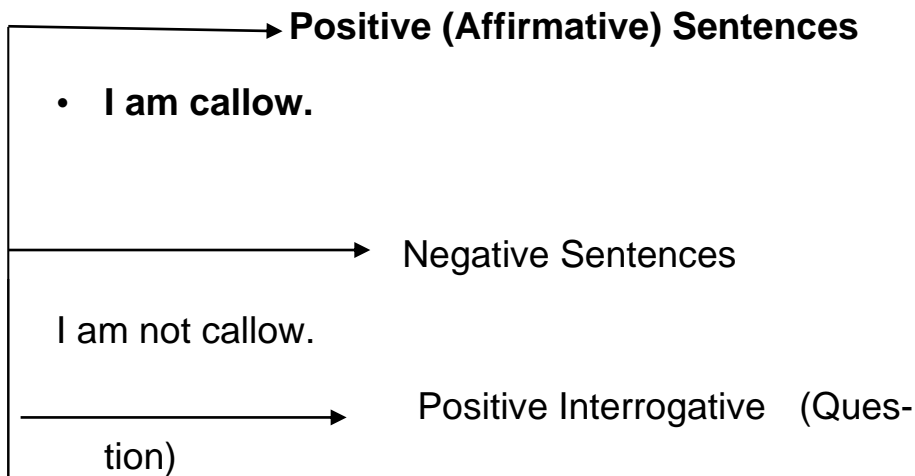 Positive (Affirmative) Sentences
• I am callow.
Negative Sentences
I am not callow.
Positive Interrogative (Ques-
tion)